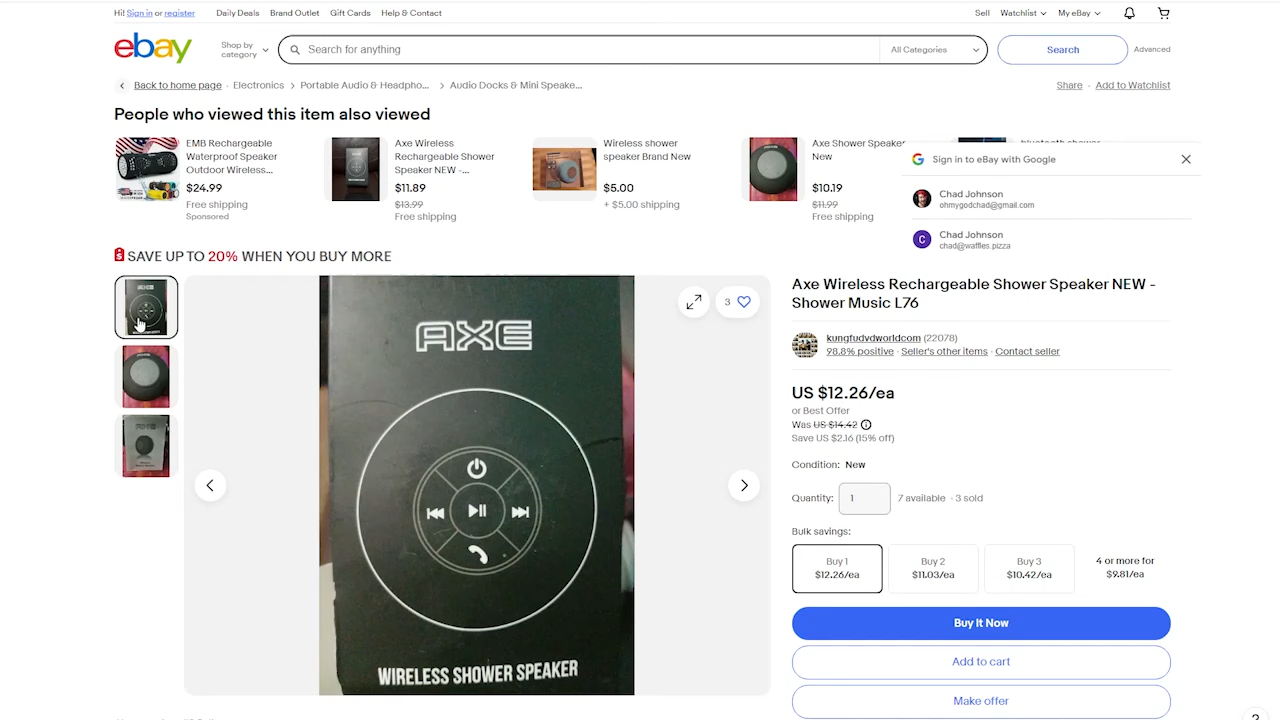 Hi! Sign in or register
Daily Deals
Brand Outlet
Gift Cards
Help & Contact
Sell
Watchlist
My eBay
ebay
Shop by
category
Search for anything
All Categories
Search
Advanced
Back to home page
Electronics
Portable Audio & Headpho...
Audio Docks & Mini Speake...
Share
Add to Watchlist
People who viewed this item also viewed
EMB Rechargeable
Waterproof Speaker
Outdoor Wireless...
$24.99
Free shipping
Sponsored
Axe Wireless
Rechargeable Shower
Speaker NEW -...
$11.89
$13.99
Free shipping
Wireless shower
speaker Brand New
$5.00
+ $5.00 shipping
Axe Shower Speaker
New
$10.19
$11.99
Free shipping
Sign in to eBay with Google
Chad Johnson
ohmygodchad@gmail.com
C
Chad Johnson
chad@waffles.pizza
SAVE UP TO 20% WHEN YOU BUY MORE
3
AXE
WIRELESS SHOWER SPEAKER
Axe Wireless Rechargeable Shower Speaker NEW -
Shower Music L76
kungfudvdworldcom (22078)
98.8% positive · Seller's other items · Contact seller
US $12.26/ea
or Best Offer
Was US $14.42
Save US $2.16 (15% off)
Condition: New
Quantity: 1 7 available · 3 sold
Bulk savings:
Buy 1
$12.26/ea
Buy 2
$11.03/ea
Buy 3
$10.42/ea
4 or more for
$9.81/ea
Buy It Now
Add to cart
Make offer